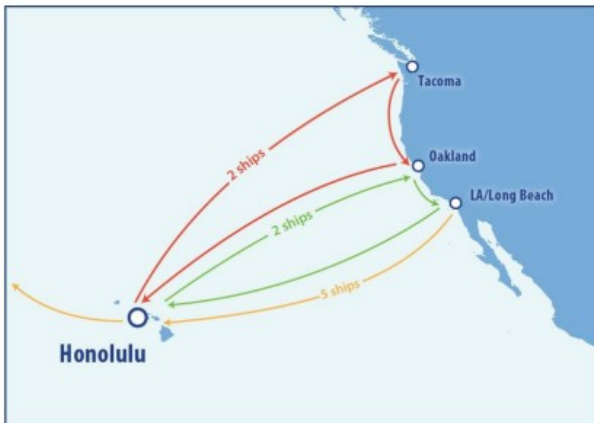 Tacoma
2 ships
Oakland
LA/Long Beach
2 ships
5 ships
Honolulu